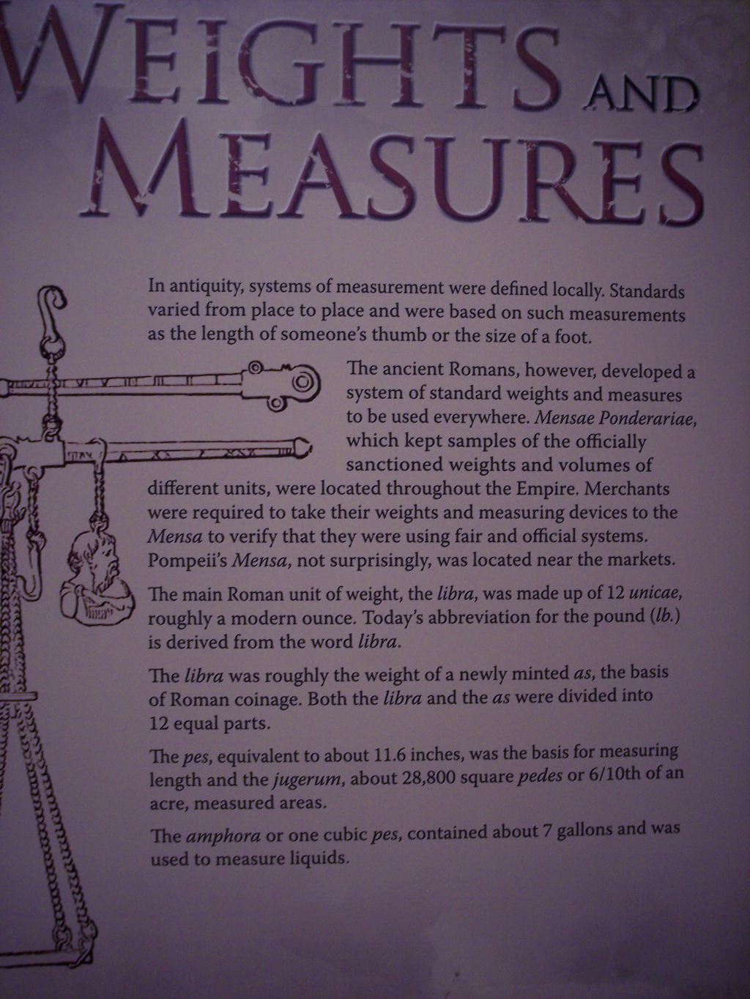 WEIGHTS AND
MEASURES
In antiquity, systems of measurement were defined locally. Standards
varied from place to place and were based on such measurements
as the length of someone's thumb or the size of a foot.
The ancient Romans, however, developed a
system of standard weights and measures
to be used everywhere. Mensae Ponderariae,
which kept samples of the officially
sanctioned weights and volumes of
different units, were located throughout the Empire. Merchants
were required to take their weights and measuring devices to the
Mensa to verify that they were using fair and official systems.
Pompeii's Mensa, not surprisingly, was located near the markets.
The main Roman unit of weight, the libra, was made up of 12 unicae,
roughly a modern ounce. Today's abbreviation for the pound (lb.)
is derived from the word libra.
The libra was roughly the weight of a newly minted as, the basis
of Roman coinage. Both the libra and the as were divided into
12 equal parts.
The pes, equivalent to about 11.6 inches, was the basis for measuring
length and the jugerum, about 28,800 square pedes or 6/10th of an
acre, measured areas.
The amphora or one cubic pes, contained about 7 gallons and was
used to measure liquids.